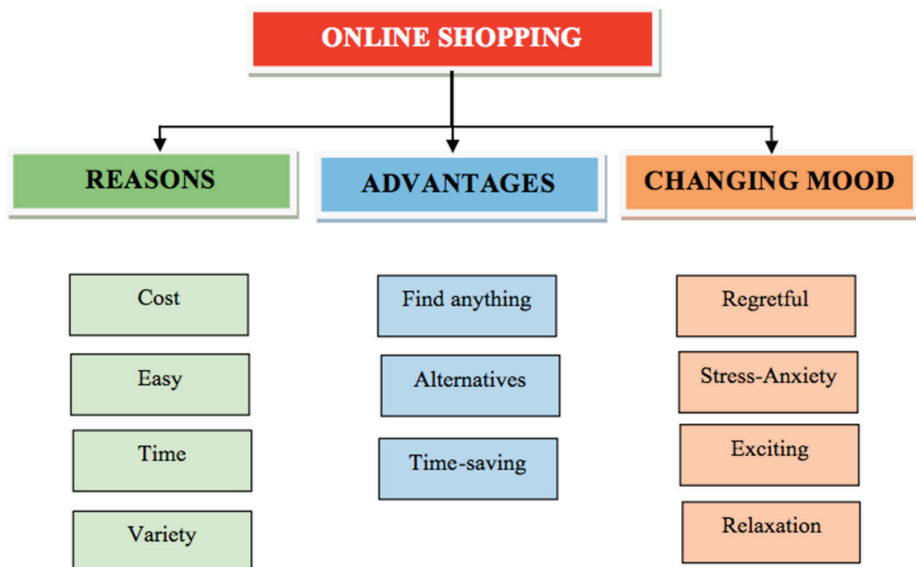 ONLINE SHOPPING
REASONS
ADVANTAGES
CHANGING MOOD
Cost
Easy
Time
Variety
Find anything
Alternatives
Time-saving
Regretful
Stress-Anxiety
Exciting
Relaxation